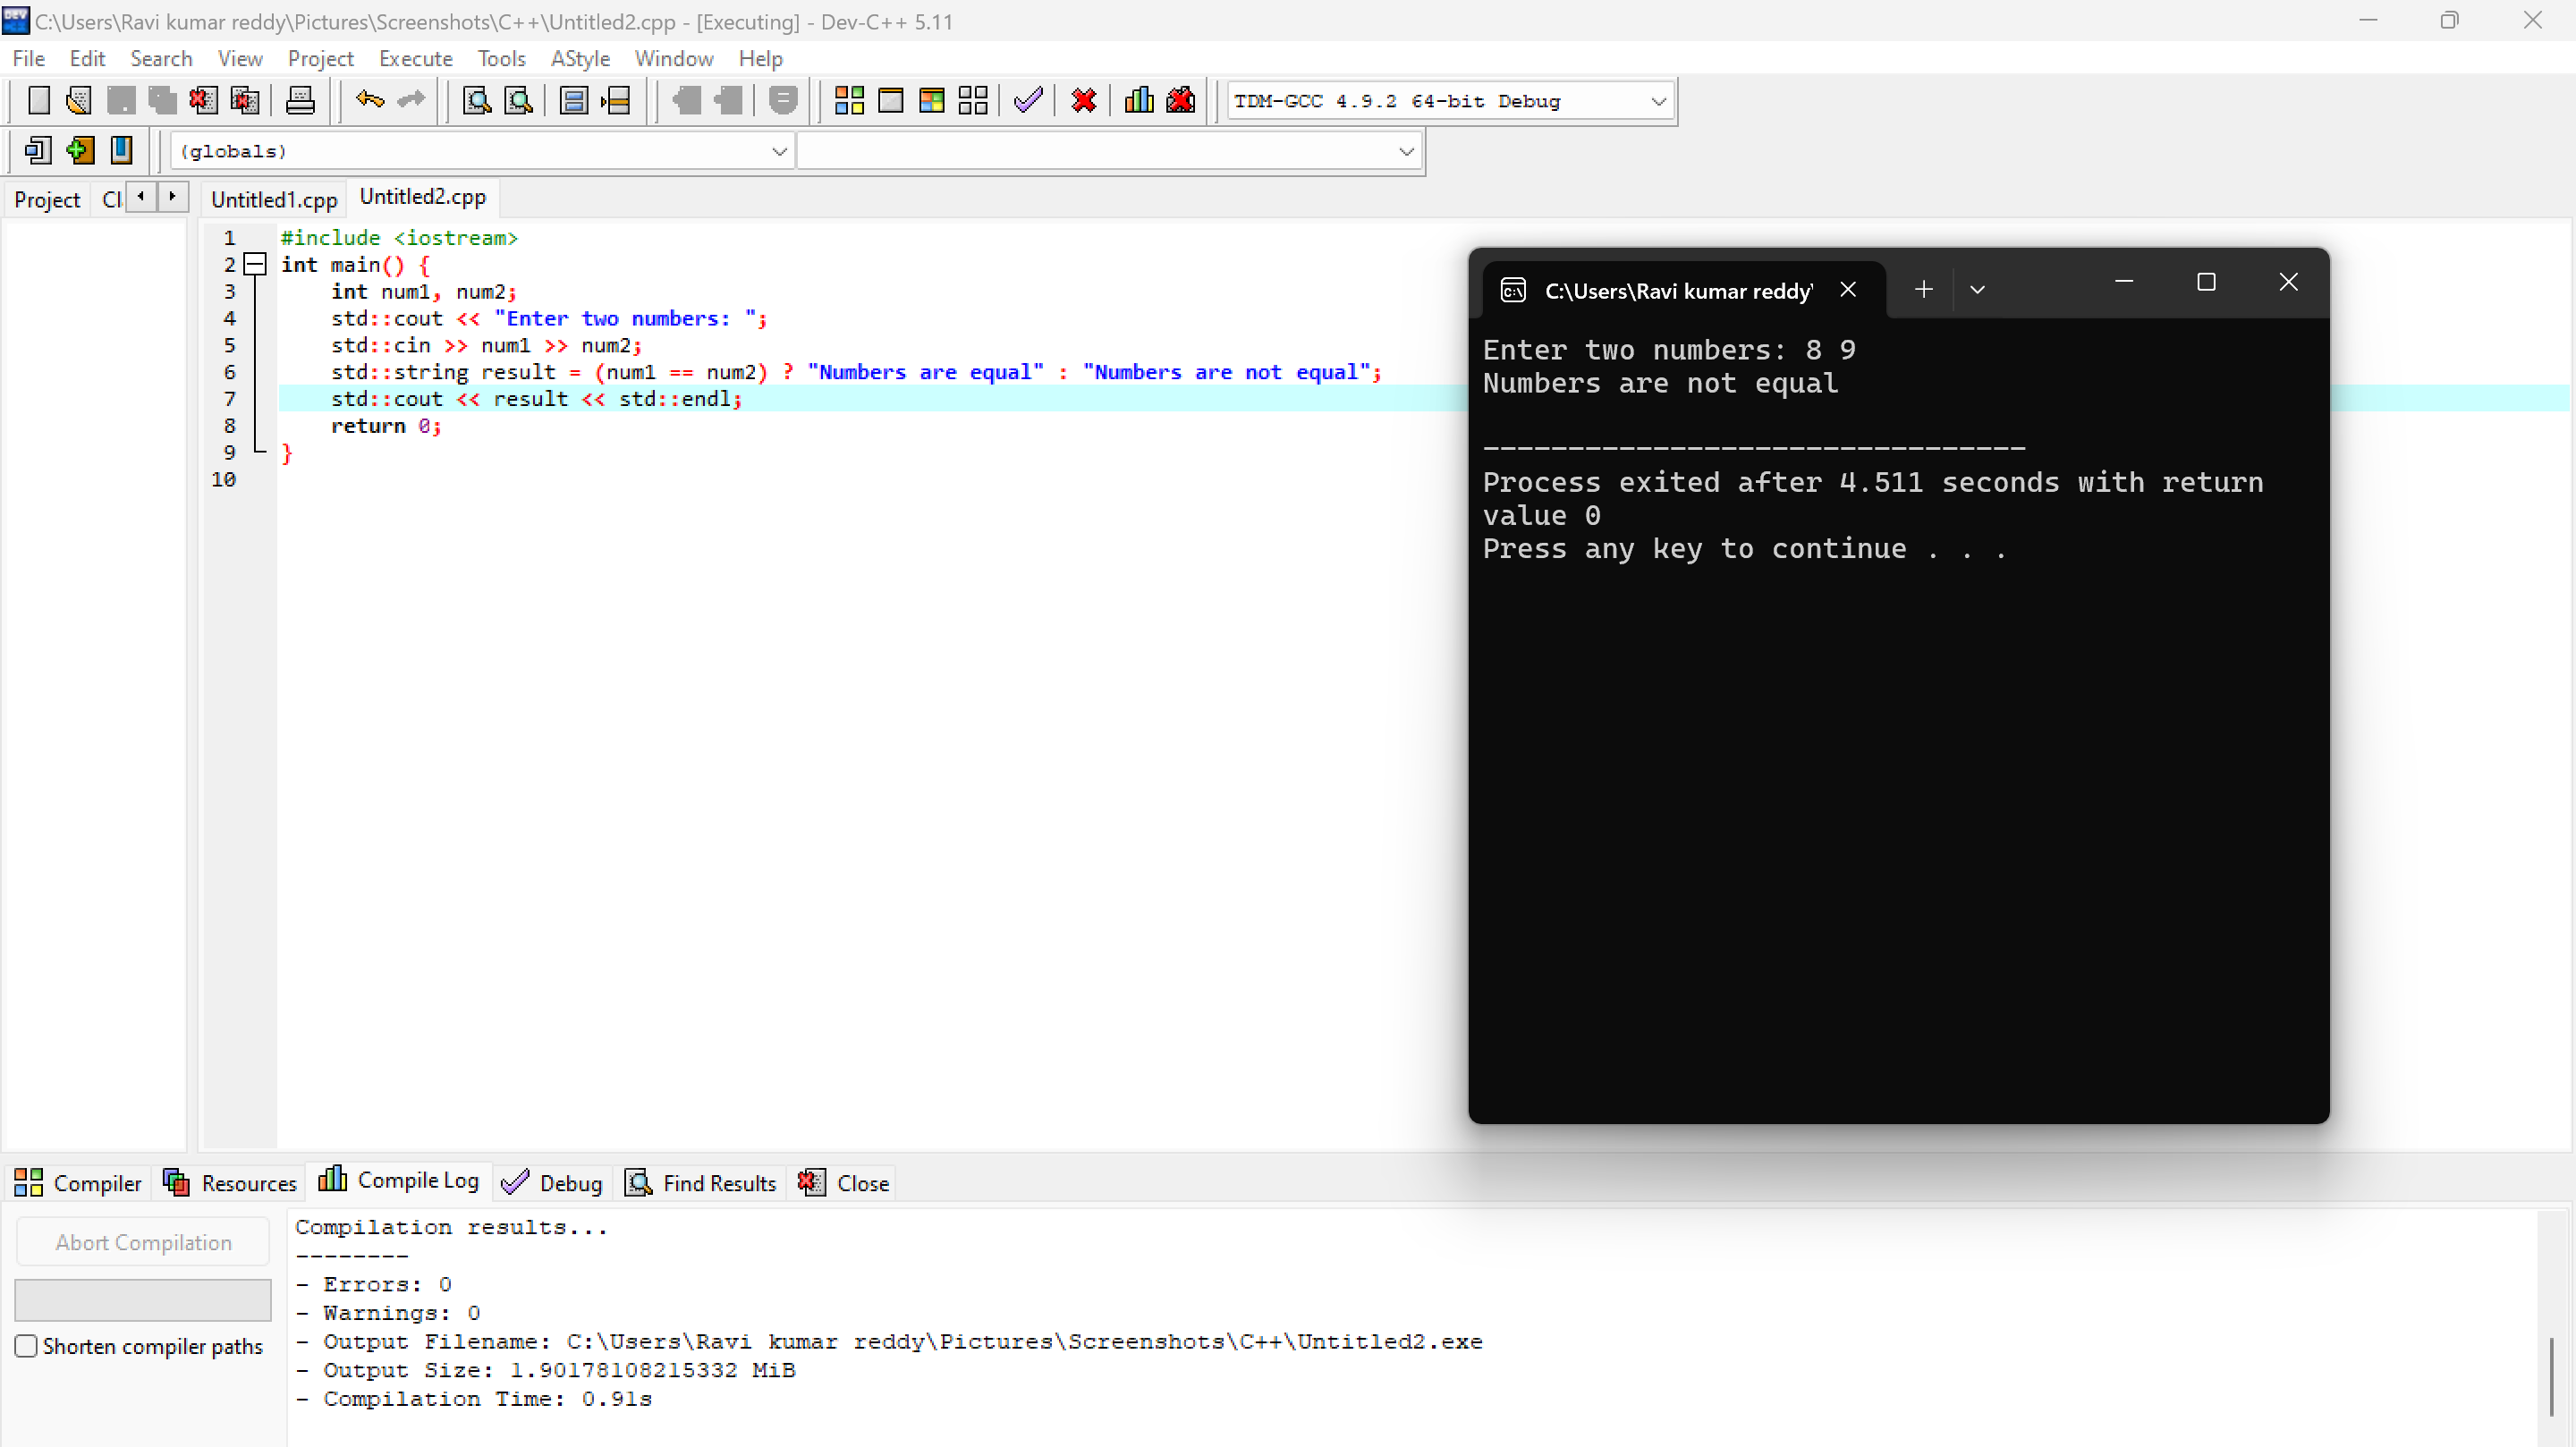 C:\Users\Ravi kumar reddy\Pictures\Screenshots\C++\Untitled2.cpp - [Executing] - Dev-C++ 5.11
File Edit Search View Project Execute Tools AStyle Window Help
TDM-GCC 4.9.2 64-bit Debug
(globals)
Project Cl Untitled1.cpp Untitled2.cpp
1 #include <iostream>
2 int main() {
3 int num1, num2;
4 std::cout << "Enter two numbers: ";
5 std::cin >> num1 >> num2;
6 std::string result = (num1 == num2) ? "Numbers are equal" : "Numbers are not equal";
7 std::cout << result << std::endl;
8 return 0;
9 }
10
C:\Users\Ravi kumar reddy\
Enter two numbers: 8 9
Numbers are not equal
--------------------------------
Process exited after 4.511 seconds with return
value 0
Press any key to continue . . .
Compiler Resources Compile Log Debug Find Results Close
Abort Compilation
Shorten compiler paths
Compilation results...
--------
- Errors: 0
- Warnings: 0
- Output Filename: C:\Users\Ravi kumar reddy\Pictures\Screenshots\C++\Untitled2.exe
- Output Size: 1.90178108215332 MiB
- Compilation Time: 0.91s